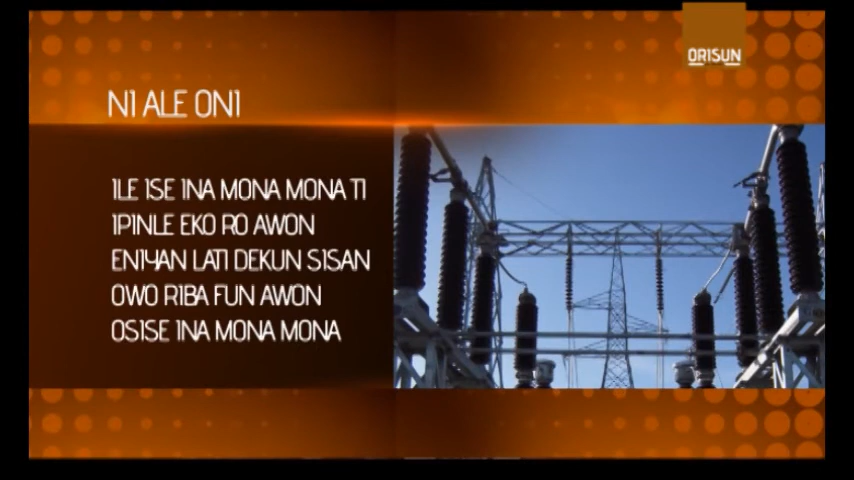 ORISUN
NI ALE ONI
ILE ISE INA MONA MONA TI
IPINLE EKO RO AWON
ENIYAN LATI DEKUN SISAN
OWO RIBA FUN AWON
OSISE INA MONA MONA